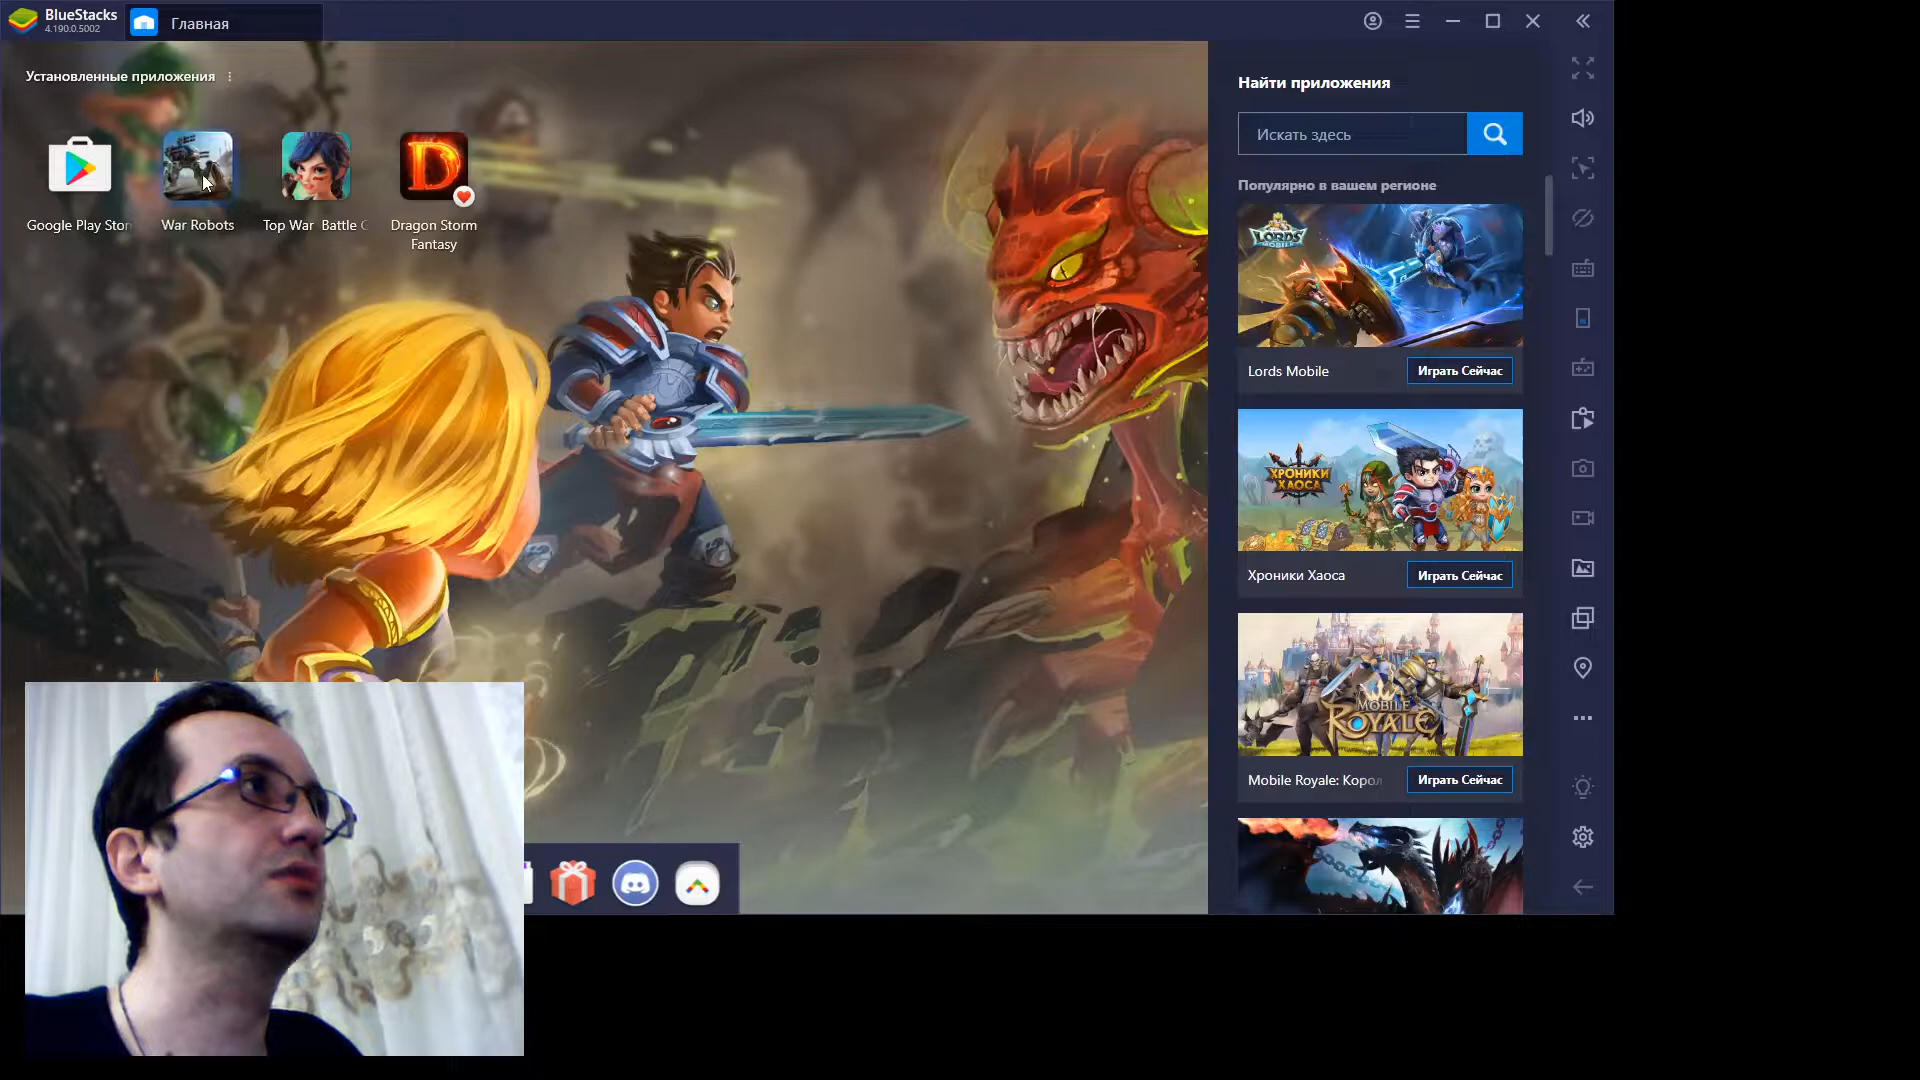 BlueStacks
4.190.0.5002
Главная
Установленные приложения
Google Play Stor
War Robots
Top War Battle G
Dragon Storm
Fantasy
Найти приложения
Искать здесь
Популярно в вашем регионе
LORDS
MOBILE
Lords Mobile
Играть Сейчас
ХРОНИКИ
ХАОСА
Хроники Хаоса
Играть Сейчас
MOBILE
ROYALE
Mobile Royale: Корол
Играть Сейчас